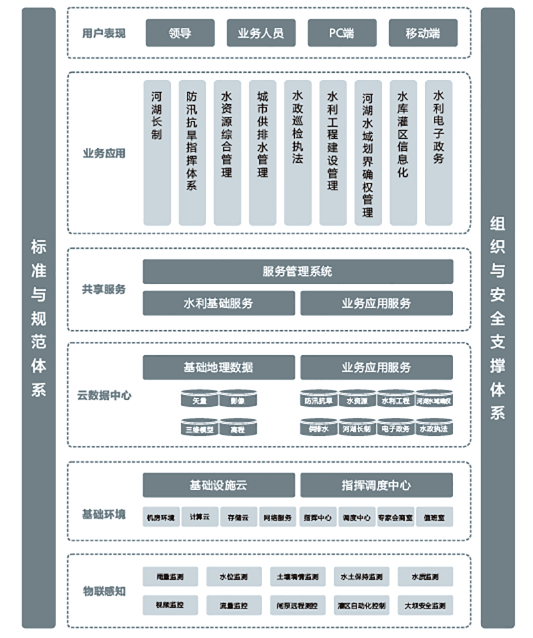 标准与规范体系
用户表现
领导
业务人员
PC端
移动端
业务应用
河湖长制
防汛抗旱指挥体系
水资源综合管理
城市供排水管理
水政巡检执法
水利工程建设管理
河湖水域划界确权管理
水库灌区信息化
水利电子政务
共享服务
服务管理系统
水利基础服务
业务应用服务
云数据中心
基础地理数据
业务应用服务
矢量
影像
三维模型
高程
防汛抗旱
水资源
水利工程
河湖水域确权
供排水
河湖长制
电子政务
水政执法
基础环境
基础设施云
指挥调度中心
机房环境
计算云
存储云
网络服务
指挥中心
调度中心
专家会商室
值班室
物联感知
雨量监测
水位监测
土壤墒情监测
水土保持监测
水质监测
视频监控
流量监控
闸泵远程测控
灌区自动化控制
大坝安全监测
组织与安全支撑体系